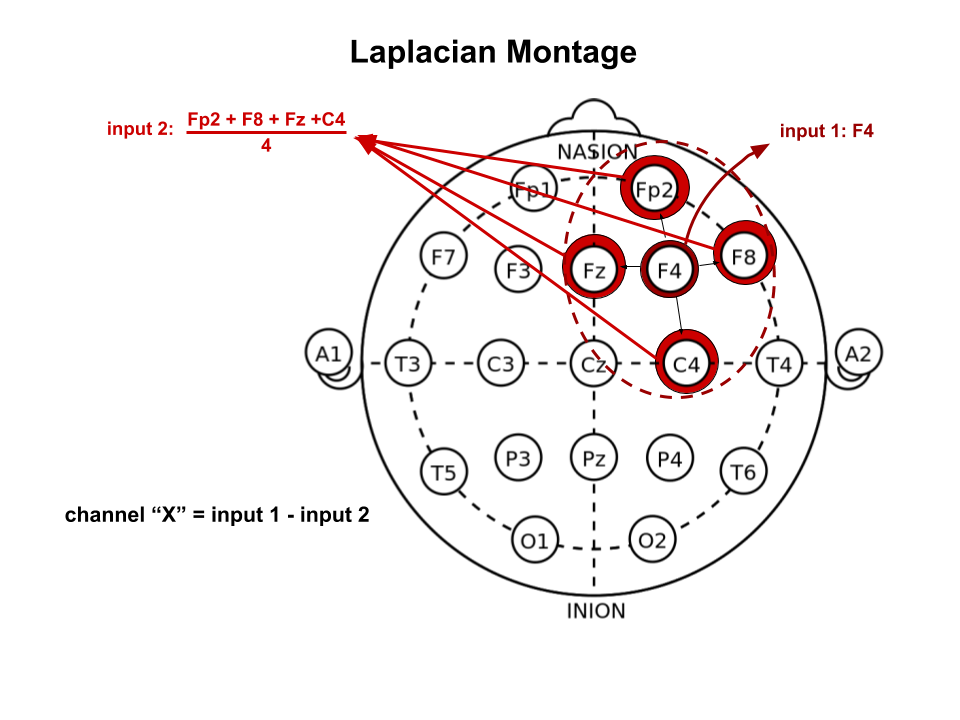 Laplacian Montage
input 2: Fp2 + F8 + Fz +C4
4
input 1: F4
NASION
Fp1 Fp2
F7 F3 Fz F4 F8
A1 T3 C3 Cz C4 T4 A2
T5 P3 Pz P4 T6
channel “X” = input 1 - input 2
O1 O2
INION